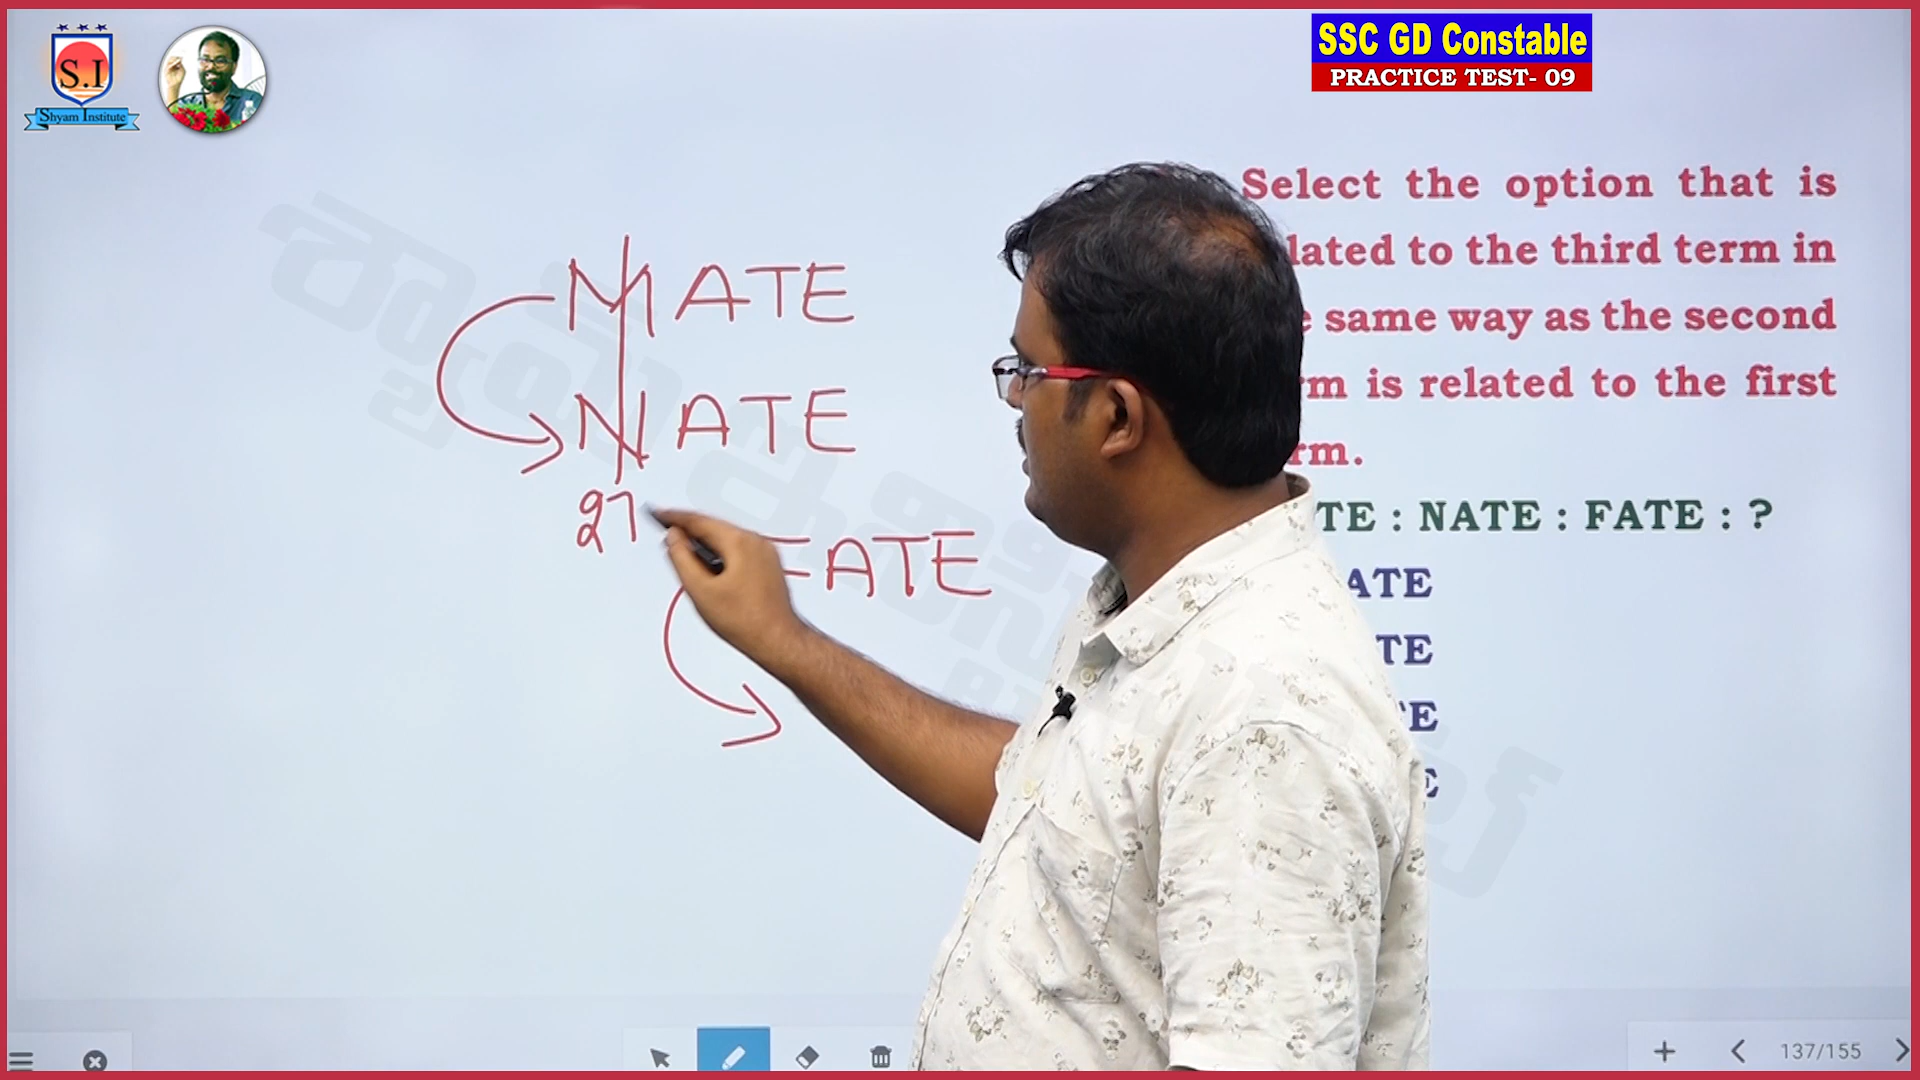 S.I
Shyam Institute
SSC GD Constable
PRACTICE TEST- 09
MATE
NATE
27
FATE
Select the option that is
lated to the third term in
e same way as the second
rm is related to the first
rm.
TE : NATE : FATE : ?
ATE
TE
E
E
137/155